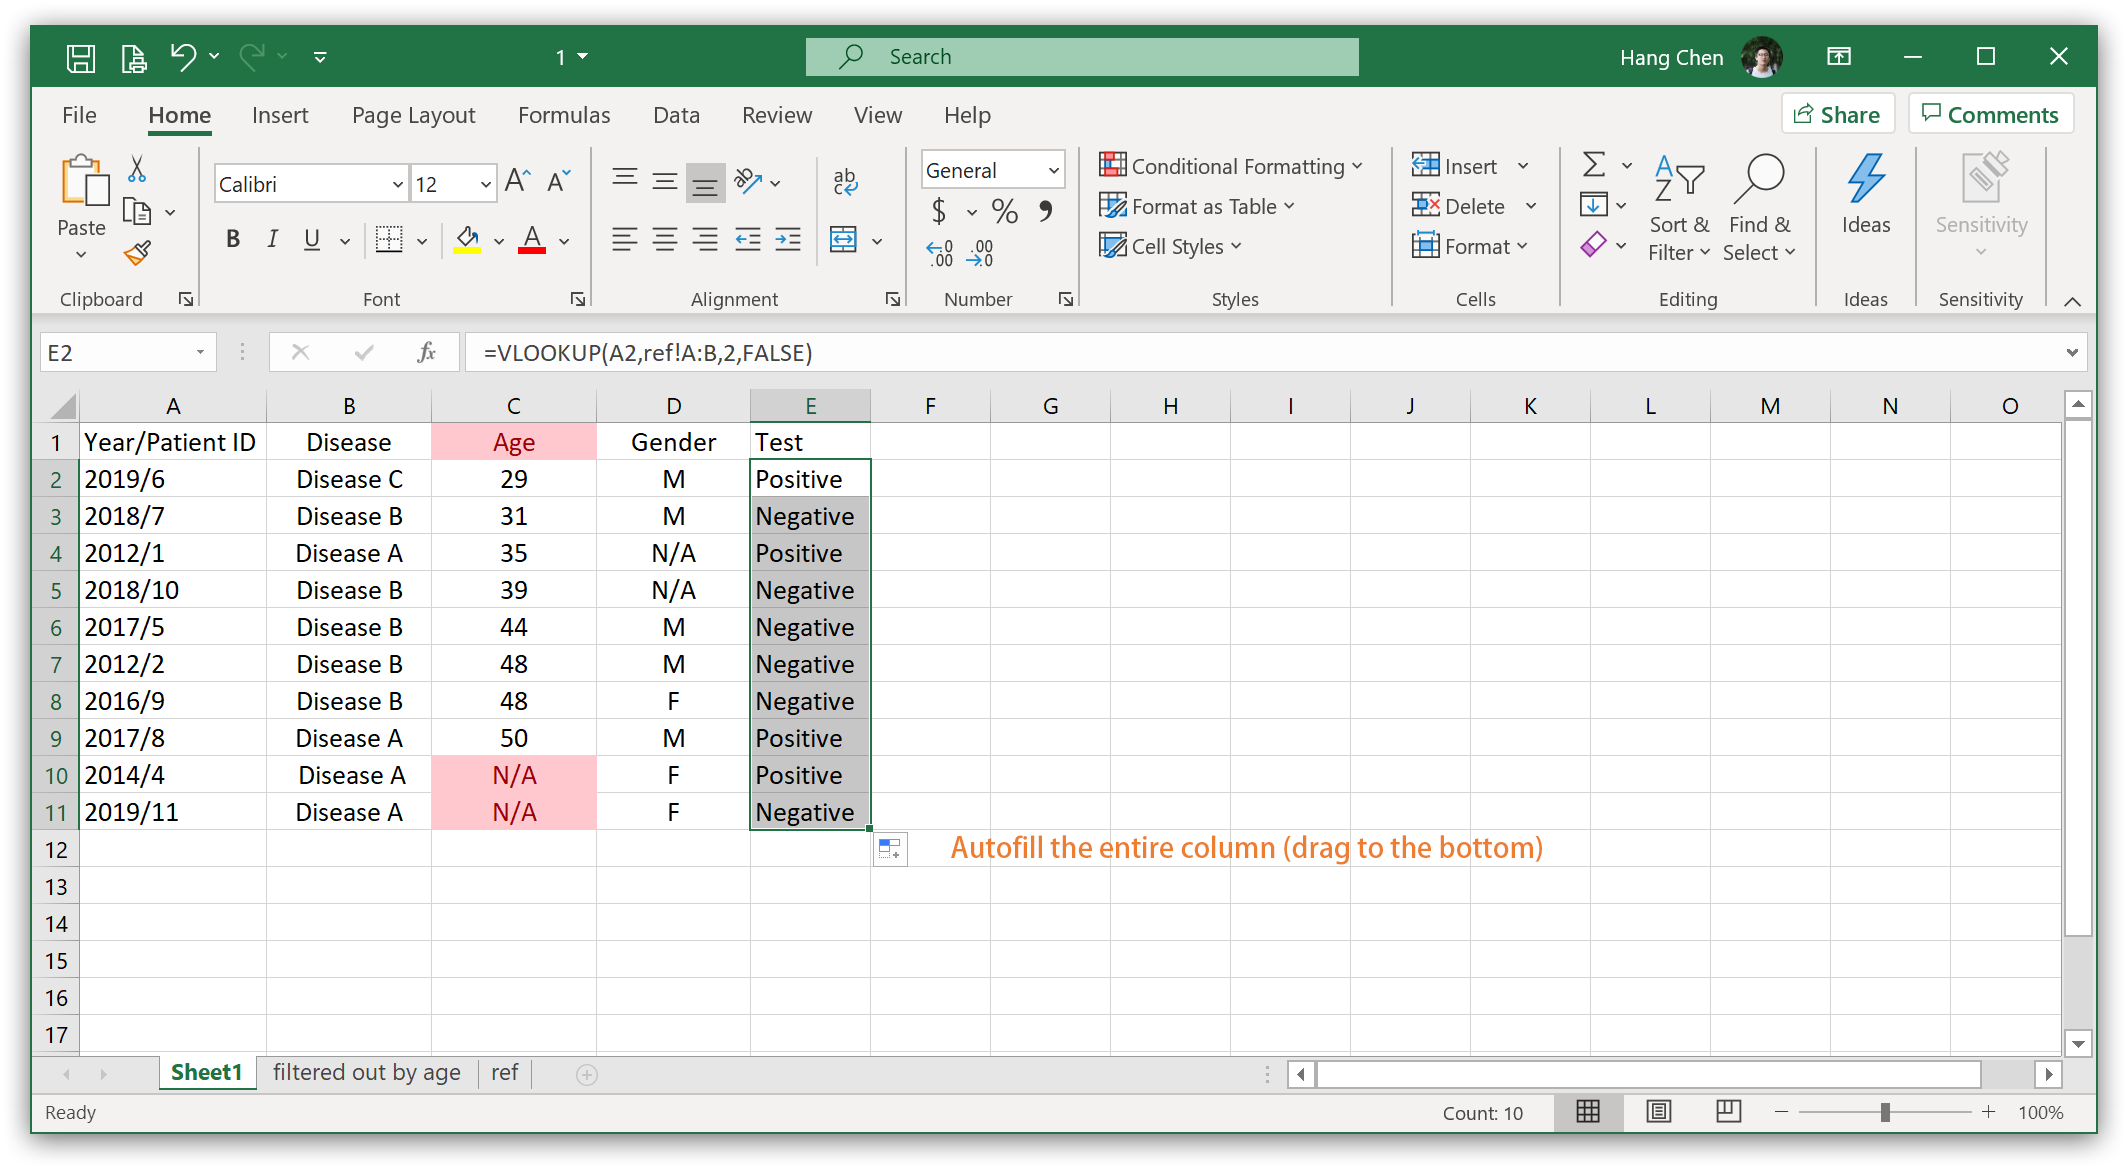 1
Search
Hang Chen
File Home Insert Page Layout Formulas Data Review View Help
Share Comments
Paste
Clipboard
Calibri 12
B I U
Font
ab
Alignment
General
$ % ,
Number
Conditional Formatting
Format as Table
Cell Styles
Styles
Insert
Delete
Format
Cells
Sort & Filter
Find & Select
Editing
Ideas
Ideas
Sensitivity
Sensitivity
E2 fx =VLOOKUP(A2,ref!A:B,2,FALSE)
A B C D E F G H I J K L M N O
1 Year/Patient ID Disease Age Gender Test
2 2019/6 Disease C 29 M Positive
3 2018/7 Disease B 31 M Negative
4 2012/1 Disease A 35 N/A Positive
5 2018/10 Disease B 39 N/A Negative
6 2017/5 Disease B 44 M Negative
7 2012/2 Disease B 48 M Negative
8 2016/9 Disease B 48 F Negative
9 2017/8 Disease A 50 M Positive
10 2014/4 Disease A N/A F Positive
11 2019/11 Disease A N/A F Negative
12 Autofill the entire column (drag to the bottom)
13
14
15
16
17
Sheet1 filtered out by age ref
Ready Count: 10 100%